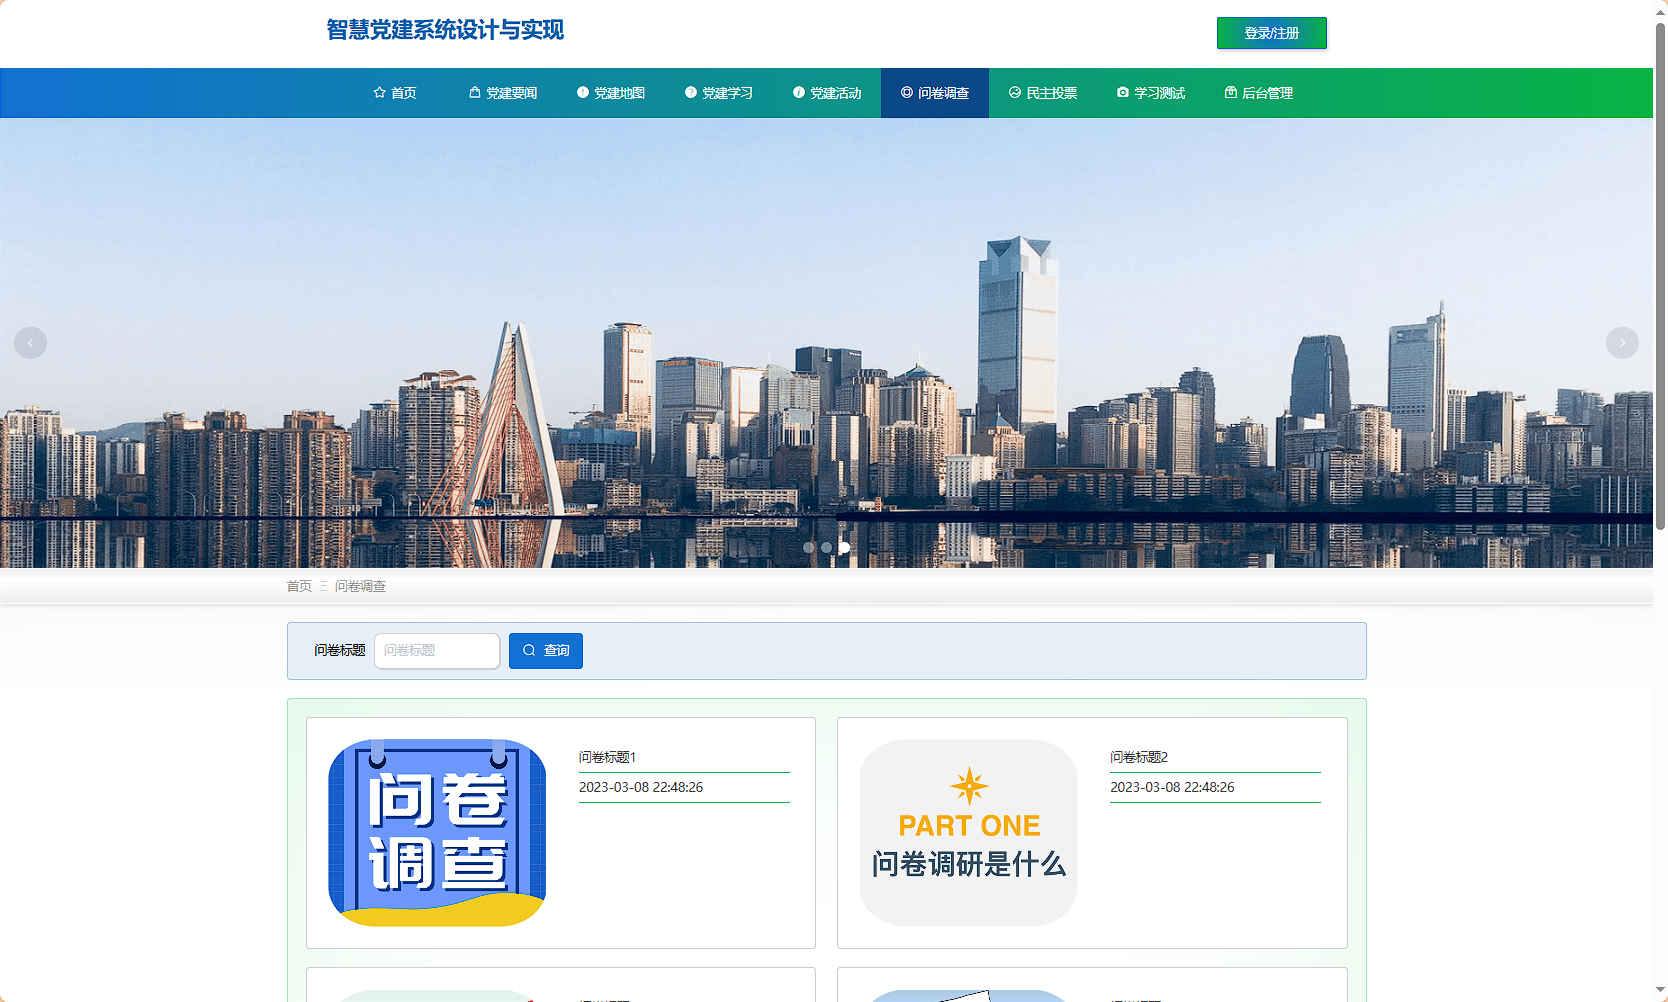 智慧党建系统设计与实现
登录/注册
首页
党建要闻
党建地图
党建学习
党建活动
问卷调查
民主投票
学习测试
后台管理
首页
问卷调查
问卷标题
问卷标题
查询
问卷
调查
问卷标题1
2023-03-08 22:48:26
PART ONE
问卷调研是什么
问卷标题2
2023-03-08 22:48:26